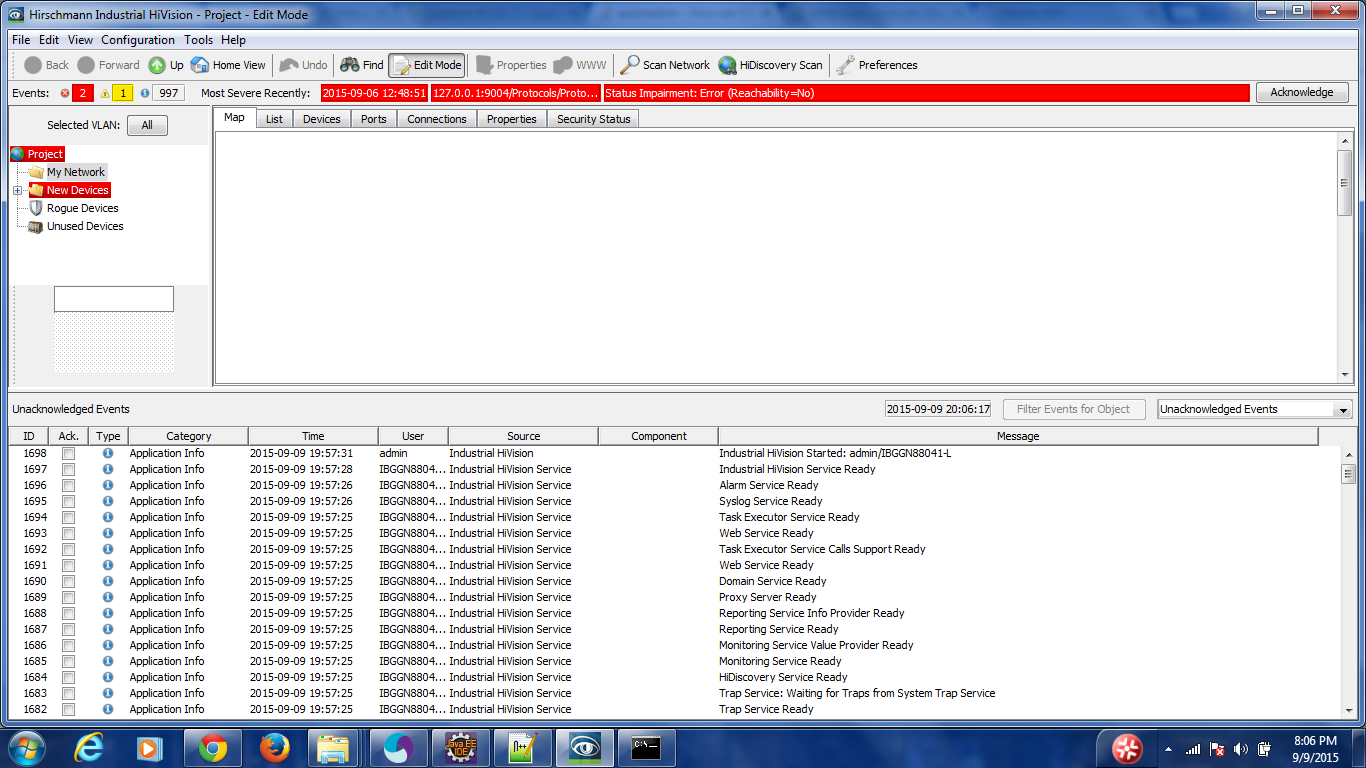 Hirschmann Industrial HiVision - Project - Edit Mode
File Edit View Configuration Tools Help
Back Forward Up Home View Undo Find Edit Mode Properties WWW Scan Network HiDiscovery Scan Preferences
Events: 2 1 997 Most Severe Recently: 2015-09-06 12:48:51 127.0.0.1:9004/Protocols/Proto... Status Impairment: Error (Reachability=No) Acknowledge
Selected VLAN: All
Map List Devices Ports Connections Properties Security Status
Project
My Network
New Devices
Rogue Devices
Unused Devices
Unacknowledged Events 2015-09-09 20:06:17 Filter Events for Object Unacknowledged Events
ID Ack. Type Category Time User Source Component Message
1698 Application Info 2015-09-09 19:57:31 admin Industrial HiVision Industrial HiVision Started: admin/IBGGN88041-L
1697 Application Info 2015-09-09 19:57:28 IBGGN8804... Industrial HiVision Service Industrial HiVision Service Ready
1696 Application Info 2015-09-09 19:57:26 IBGGN8804... Industrial HiVision Service Alarm Service Ready
1695 Application Info 2015-09-09 19:57:26 IBGGN8804... Industrial HiVision Service Syslog Service Ready
1694 Application Info 2015-09-09 19:57:25 IBGGN8804... Industrial HiVision Service Task Executor Service Ready
1693 Application Info 2015-09-09 19:57:25 IBGGN8804... Industrial HiVision Service Web Service Ready
1692 Application Info 2015-09-09 19:57:25 IBGGN8804... Industrial HiVision Service Task Executor Service Calls Support Ready
1691 Application Info 2015-09-09 19:57:25 IBGGN8804... Industrial HiVision Service Web Service Ready
1690 Application Info 2015-09-09 19:57:25 IBGGN8804... Industrial HiVision Service Domain Service Ready
1689 Application Info 2015-09-09 19:57:25 IBGGN8804... Industrial HiVision Service Proxy Server Ready
1688 Application Info 2015-09-09 19:57:25 IBGGN8804... Industrial HiVision Service Reporting Service Info Provider Ready
1687 Application Info 2015-09-09 19:57:25 IBGGN8804... Industrial HiVision Service Reporting Service Ready
1686 Application Info 2015-09-09 19:57:25 IBGGN8804... Industrial HiVision Service Monitoring Service Value Provider Ready
1685 Application Info 2015-09-09 19:57:25 IBGGN8804... Industrial HiVision Service Monitoring Service Ready
1684 Application Info 2015-09-09 19:57:25 IBGGN8804... Industrial HiVision Service HiDiscovery Service Ready
1683 Application Info 2015-09-09 19:57:25 IBGGN8804... Industrial HiVision Service Trap Service: Waiting for Traps from System Trap Service
1682 Application Info 2015-09-09 19:57:25 IBGGN8804... Industrial HiVision Service Trap Service Ready
Java EE
IDE
C:\
8:06 PM
9/9/2015